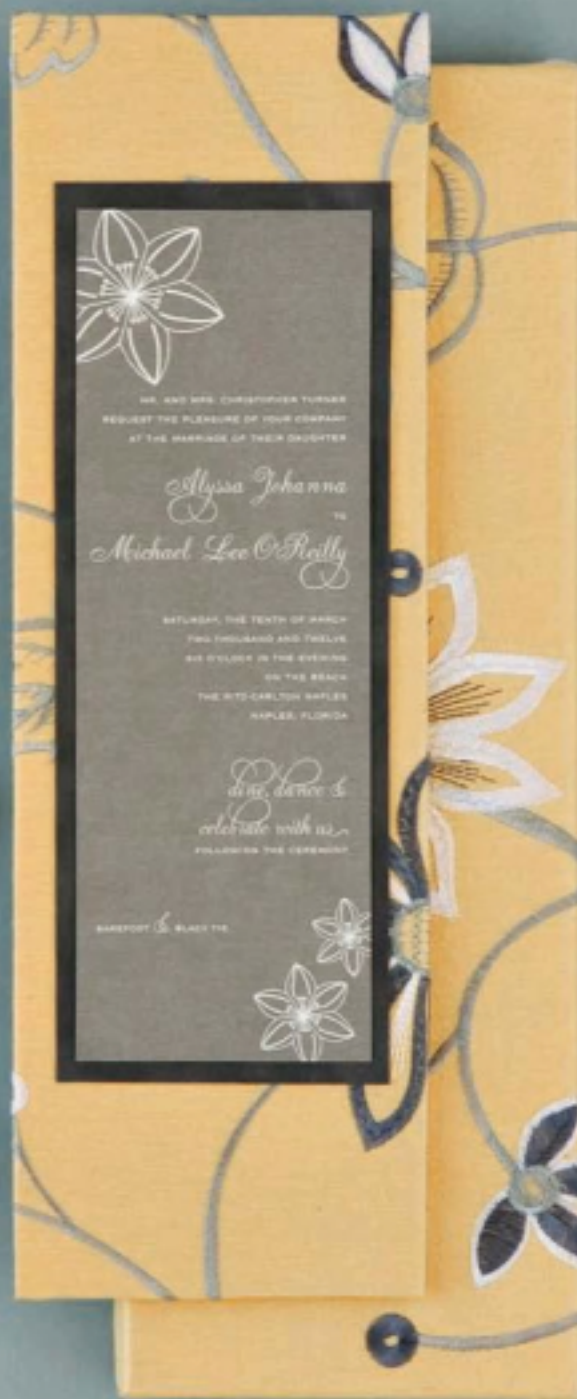 MR. AND MRS. CHRISTOPHER TURNER
REQUEST THE PLEASURE OF YOUR COMPANY
AT THE MARRIAGE OF THEIR DAUGHTER
Alyssa Johanna
TO
Michael Lee O'Reilly
SATURDAY, THE TENTH OF MARCH
TWO THOUSAND AND TWELVE
SIX O'CLOCK IN THE EVENING
ON THE BEACH
THE RITZ-CARLTON NAPLES
NAPLES, FLORIDA
dine, dance &
celebrate with us
FOLLOWING THE CEREMONY
BAREFOOT & BLACK TIE